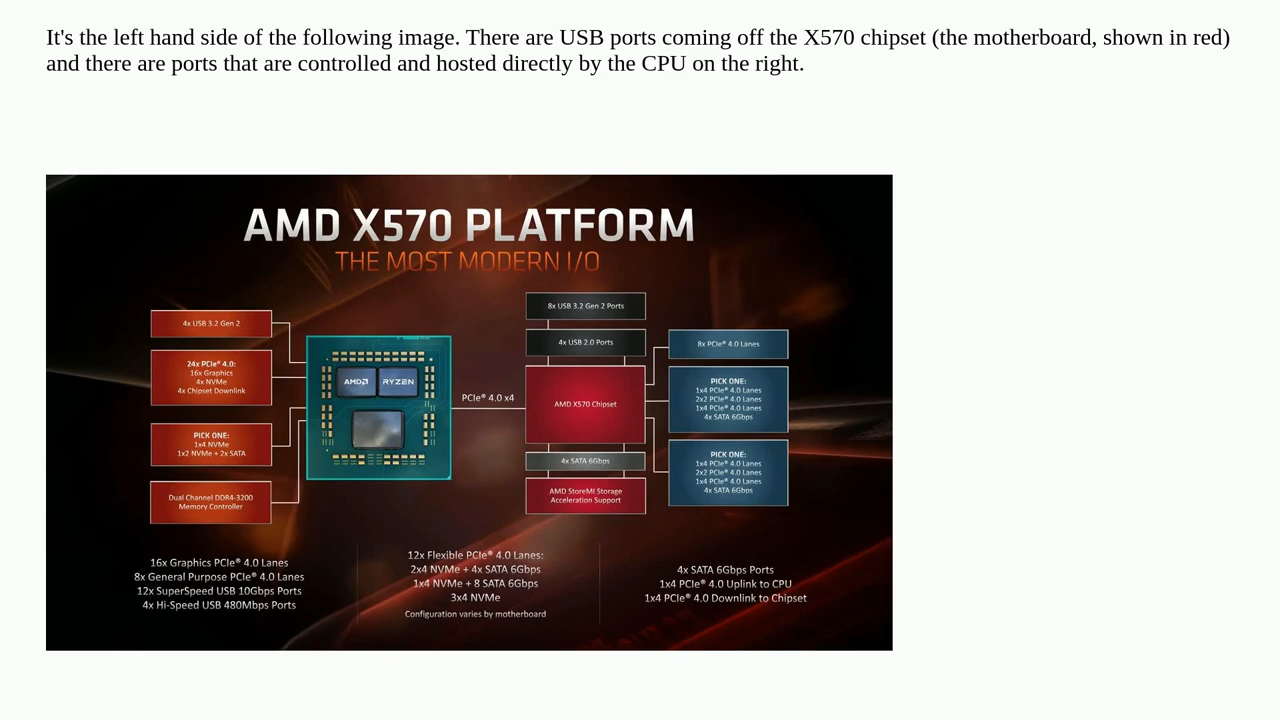 It's the left hand side of the following image. There are USB ports coming off the X570 chipset (the motherboard, shown in red)
and there are ports that are controlled and hosted directly by the CPU on the right.
AMD X570 PLATFORM
THE MOST MODERN I/O
4x USB 3.2 Gen 2
24x PCIe® 4.0:
16x Graphics
4x NVMe
4x Chipset Downlink
PICK ONE:
1x4 NVMe
1x2 NVMe + 2x SATA
Dual Channel DDR4-3200
Memory Controller
AMD
RYZEN
PCIe® 4.0 x4
8x USB 3.2 Gen 2 Ports
4x USB 2.0 Ports
AMD X570 Chipset
4x SATA 6Gbps
AMD StoreMI Storage
Acceleration Support
8x PCIe® 4.0 Lanes
PICK ONE:
1x4 PCIe® 4.0 Lanes
2x2 PCIe® 4.0 Lanes
1x4 PCIe® 4.0 Lanes
4x SATA 6Gbps
PICK ONE:
1x4 PCIe® 4.0 Lanes
2x2 PCIe® 4.0 Lanes
1x4 PCIe® 4.0 Lanes
4x SATA 6Gbps
16x Graphics PCIe® 4.0 Lanes
8x General Purpose PCIe® 4.0 Lanes
12x SuperSpeed USB 10Gbps Ports
4x Hi-Speed USB 480Mbps Ports
12x Flexible PCIe® 4.0 Lanes:
2x4 NVMe + 4x SATA 6Gbps
1x4 NVMe + 8 SATA 6Gbps
3x4 NVMe
Configuration varies by motherboard
4x SATA 6Gbps Ports
1x4 PCIe® 4.0 Uplink to CPU
1x4 PCIe® 4.0 Downlink to Chipset